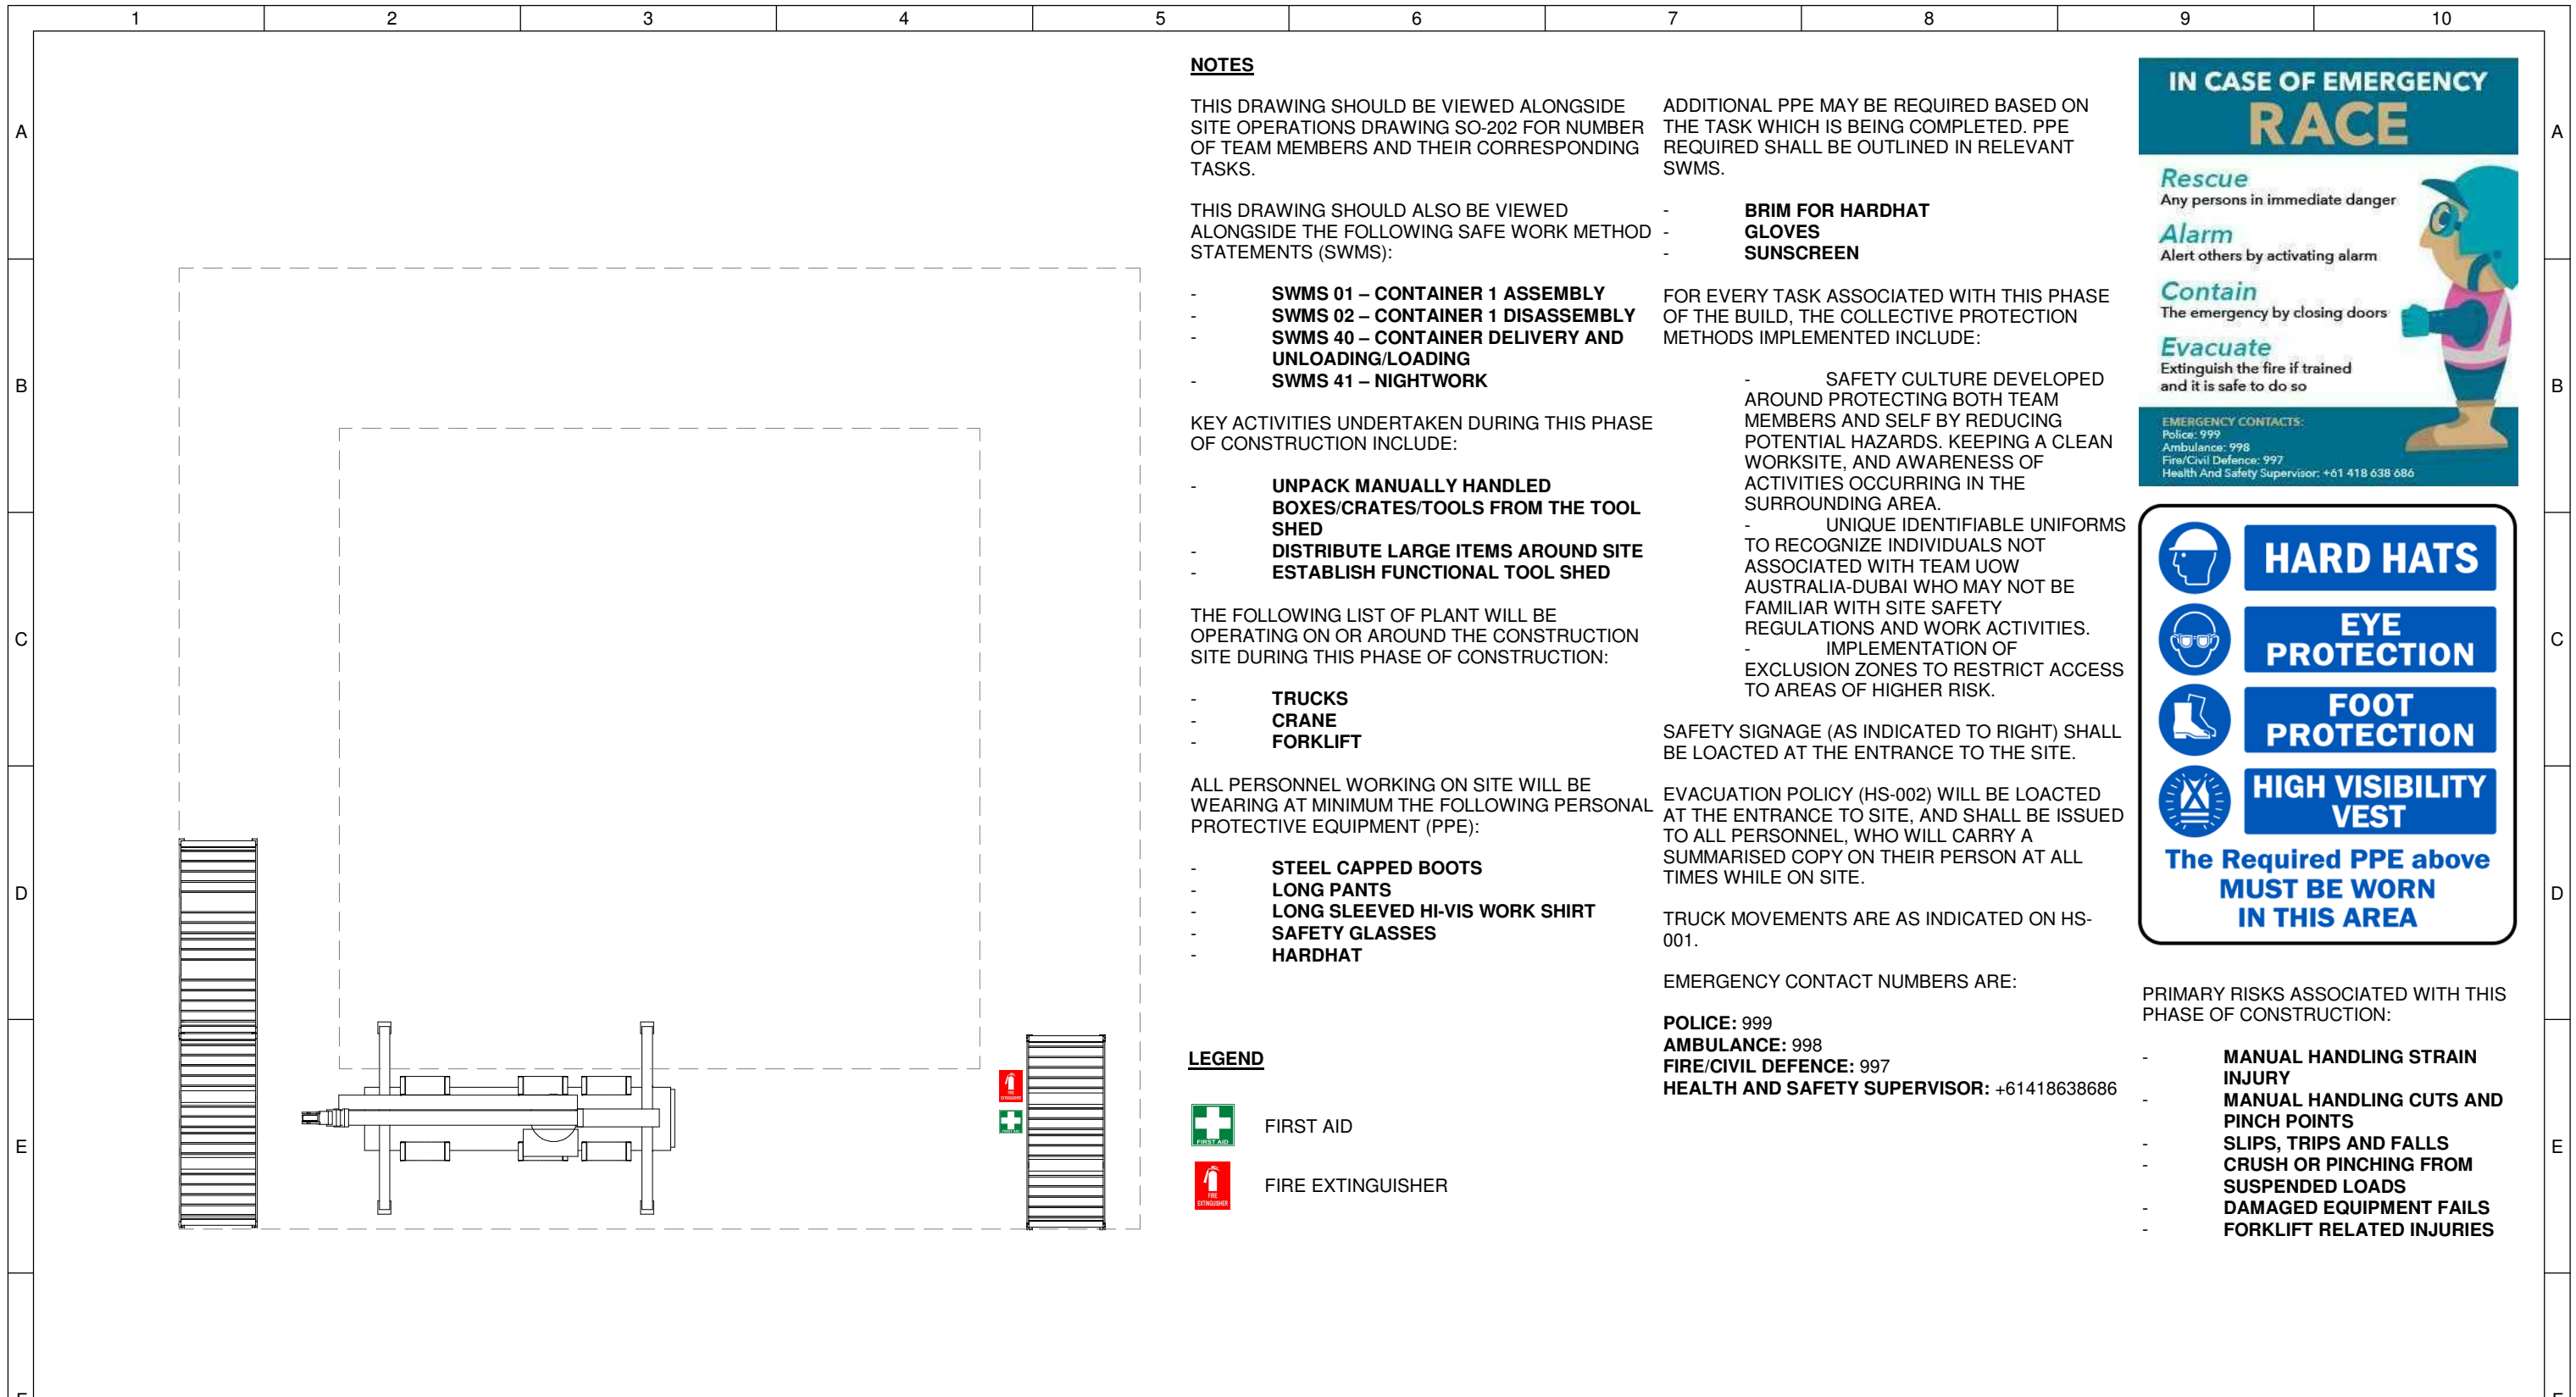 1 2 3 4 5 6 7 8 9 10
A
B
C
D
E
F
NOTES
THIS DRAWING SHOULD BE VIEWED ALONGSIDE
SITE OPERATIONS DRAWING SO-202 FOR NUMBER
OF TEAM MEMBERS AND THEIR CORRESPONDING
TASKS.
THIS DRAWING SHOULD ALSO BE VIEWED
ALONGSIDE THE FOLLOWING SAFE WORK METHOD
STATEMENTS (SWMS):
- SWMS 01 – CONTAINER 1 ASSEMBLY
- SWMS 02 – CONTAINER 1 DISASSEMBLY
- SWMS 40 – CONTAINER DELIVERY AND
UNLOADING/LOADING
- SWMS 41 – NIGHTWORK
KEY ACTIVITIES UNDERTAKEN DURING THIS PHASE
OF CONSTRUCTION INCLUDE:
- UNPACK MANUALLY HANDLED
BOXES/CRATES/TOOLS FROM THE TOOL
SHED
- DISTRIBUTE LARGE ITEMS AROUND SITE
- ESTABLISH FUNCTIONAL TOOL SHED
THE FOLLOWING LIST OF PLANT WILL BE
OPERATING ON OR AROUND THE CONSTRUCTION
SITE DURING THIS PHASE OF CONSTRUCTION:
- TRUCKS
- CRANE
- FORKLIFT
ALL PERSONNEL WORKING ON SITE WILL BE
WEARING AT MINIMUM THE FOLLOWING PERSONAL
PROTECTIVE EQUIPMENT (PPE):
- STEEL CAPPED BOOTS
- LONG PANTS
- LONG SLEEVED HI-VIS WORK SHIRT
- SAFETY GLASSES
- HARDHAT
LEGEND
FIRST AID
FIRST AID
FIRE
EXTINGUISHER
FIRE EXTINGUISHER
FIRE
EXTINGUISHER
FIRST AID
ADDITIONAL PPE MAY BE REQUIRED BASED ON
THE TASK WHICH IS BEING COMPLETED. PPE
REQUIRED SHALL BE OUTLINED IN RELEVANT
SWMS.
- BRIM FOR HARDHAT
- GLOVES
- SUNSCREEN
FOR EVERY TASK ASSOCIATED WITH THIS PHASE
OF THE BUILD, THE COLLECTIVE PROTECTION
METHODS IMPLEMENTED INCLUDE:
- SAFETY CULTURE DEVELOPED
AROUND PROTECTING BOTH TEAM
MEMBERS AND SELF BY REDUCING
POTENTIAL HAZARDS. KEEPING A CLEAN
WORKSITE, AND AWARENESS OF
ACTIVITIES OCCURRING IN THE
SURROUNDING AREA.
- UNIQUE IDENTIFIABLE UNIFORMS
TO RECOGNIZE INDIVIDUALS NOT
ASSOCIATED WITH TEAM UOW
AUSTRALIA-DUBAI WHO MAY NOT BE
FAMILIAR WITH SITE SAFETY
REGULATIONS AND WORK ACTIVITIES.
- IMPLEMENTATION OF
EXCLUSION ZONES TO RESTRICT ACCESS
TO AREAS OF HIGHER RISK.
SAFETY SIGNAGE (AS INDICATED TO RIGHT) SHALL
BE LOACTED AT THE ENTRANCE TO THE SITE.
EVACUATION POLICY (HS-002) WILL BE LOACTED
AT THE ENTRANCE TO SITE, AND SHALL BE ISSUED
TO ALL PERSONNEL, WHO WILL CARRY A
SUMMARISED COPY ON THEIR PERSON AT ALL
TIMES WHILE ON SITE.
TRUCK MOVEMENTS ARE AS INDICATED ON HS-
001.
EMERGENCY CONTACT NUMBERS ARE:
POLICE: 999
AMBULANCE: 998
FIRE/CIVIL DEFENCE: 997
HEALTH AND SAFETY SUPERVISOR: +61418638686
IN CASE OF EMERGENCY
RACE
Rescue
Any persons in immediate danger
Alarm
Alert others by activating alarm
Contain
The emergency by closing doors
Evacuate
Extinguish the fire if trained
and it is safe to do so
EMERGENCY CONTACTS:
Police: 999
Ambulance: 998
Fire/Civil Defence: 997
Health And Safety Supervisor: +61 418 638 686
HARD HATS
EYE
PROTECTION
FOOT
PROTECTION
HIGH VISIBILITY
VEST
The Required PPE above
MUST BE WORN
IN THIS AREA
PRIMARY RISKS ASSOCIATED WITH THIS
PHASE OF CONSTRUCTION:
- MANUAL HANDLING STRAIN
INJURY
- MANUAL HANDLING CUTS AND
PINCH POINTS
- SLIPS, TRIPS AND FALLS
- CRUSH OR PINCHING FROM
SUSPENDED LOADS
- DAMAGED EQUIPMENT FAILS
- FORKLIFT RELATED INJURIES
A
B
C
D
E
F